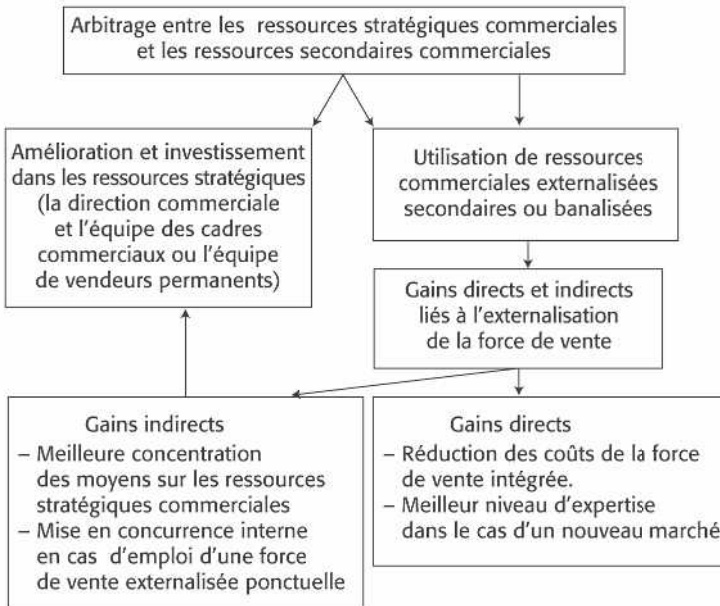 Arbitrage entre les ressources stratégiques commerciales
et les ressources secondaires commerciales
Amélioration et investissement
dans les ressources stratégiques
(la direction commerciale
et l'équipe des cadres
commerciaux ou l'équipe
de vendeurs permanents)
Utilisation de ressources
commerciales externalisées
secondaires ou banalisées
Gains directs et indirects
liés à l'externalisation
de la force de vente
Gains indirects
– Meilleure concentration
des moyens sur les ressources
stratégiques commerciales
– Mise en concurrence interne
en cas d'emploi d'une force
de vente externalisée ponctuelle
Gains directs
– Réduction des coûts de la force
de vente intégrée.
– Meilleur niveau d'expertise
dans le cas d'un nouveau marché